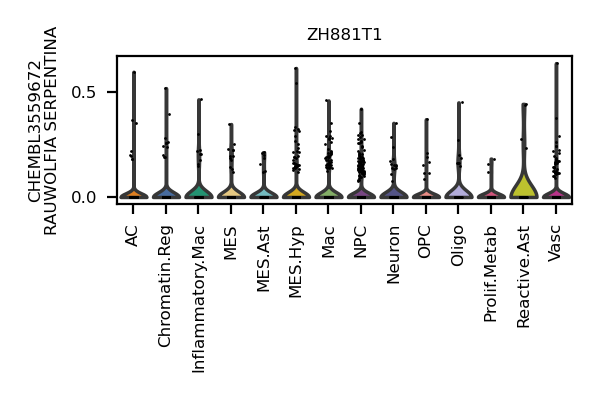 ZH881T1
CHEMBL3559672
RAUWOLFIA SERPENTINA
0.5
0.0
AC
Chromatin.Reg
Inflammatory.Mac
MES
MES.Ast
MES.Hyp
Mac
NPC
Neuron
OPC
Oligo
Prolif.Metab
Reactive.Ast
Vasc